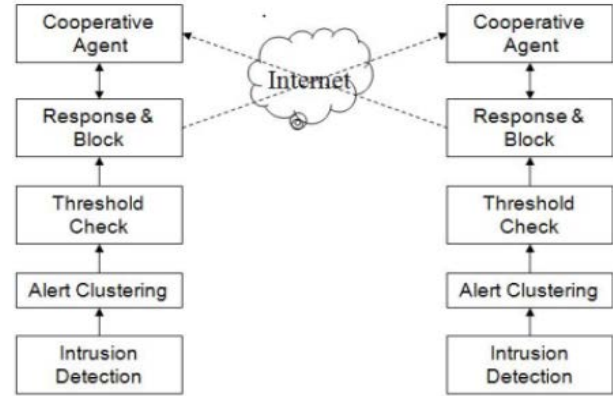 Cooperative
Agent
Response &
Block
Threshold
Check
Alert Clustering
Intrusion
Detection
Internet
Cooperative
Agent
Response &
Block
Threshold
Check
Alert Clustering
Intrusion
Detection